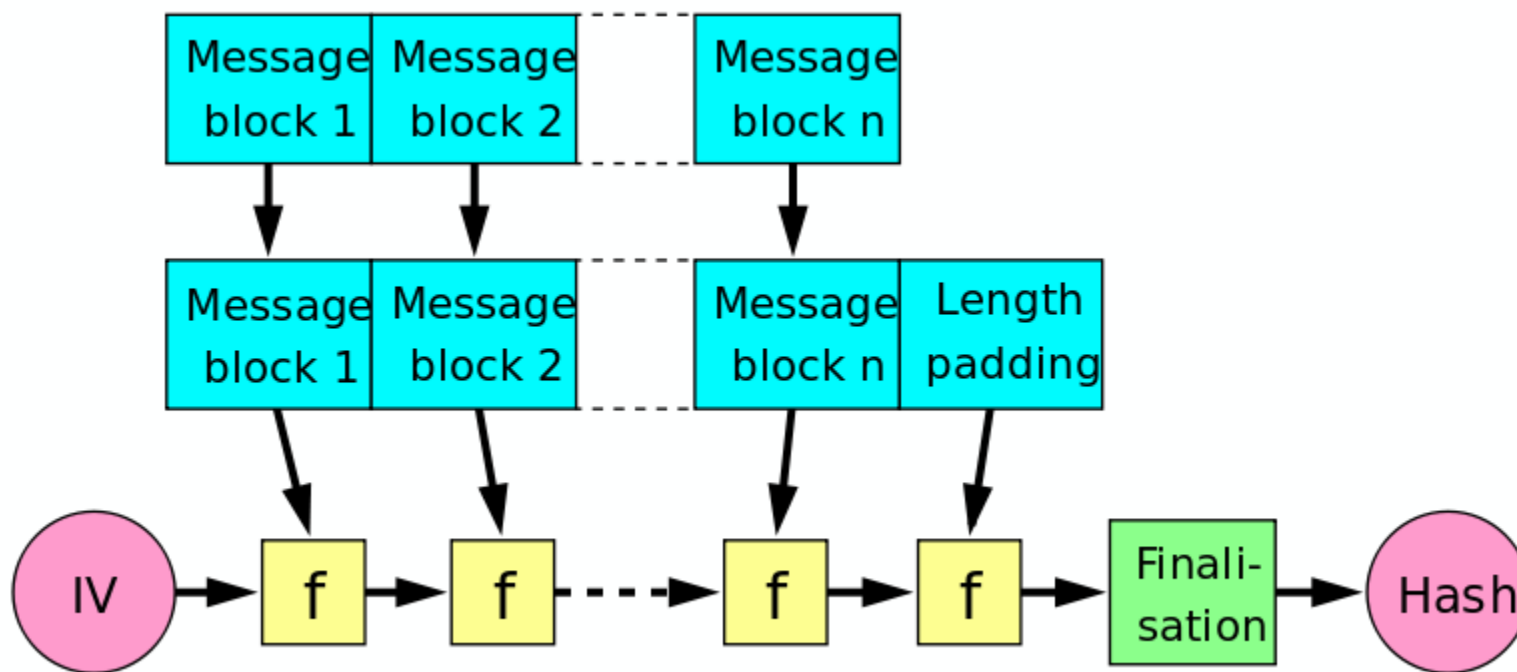 Message
block 1
Message
block 2
Message
block n
Message
block 1
Message
block 2
Message
block n
Length
padding
IV
f
f
f
f
Finali-
sation
Hash